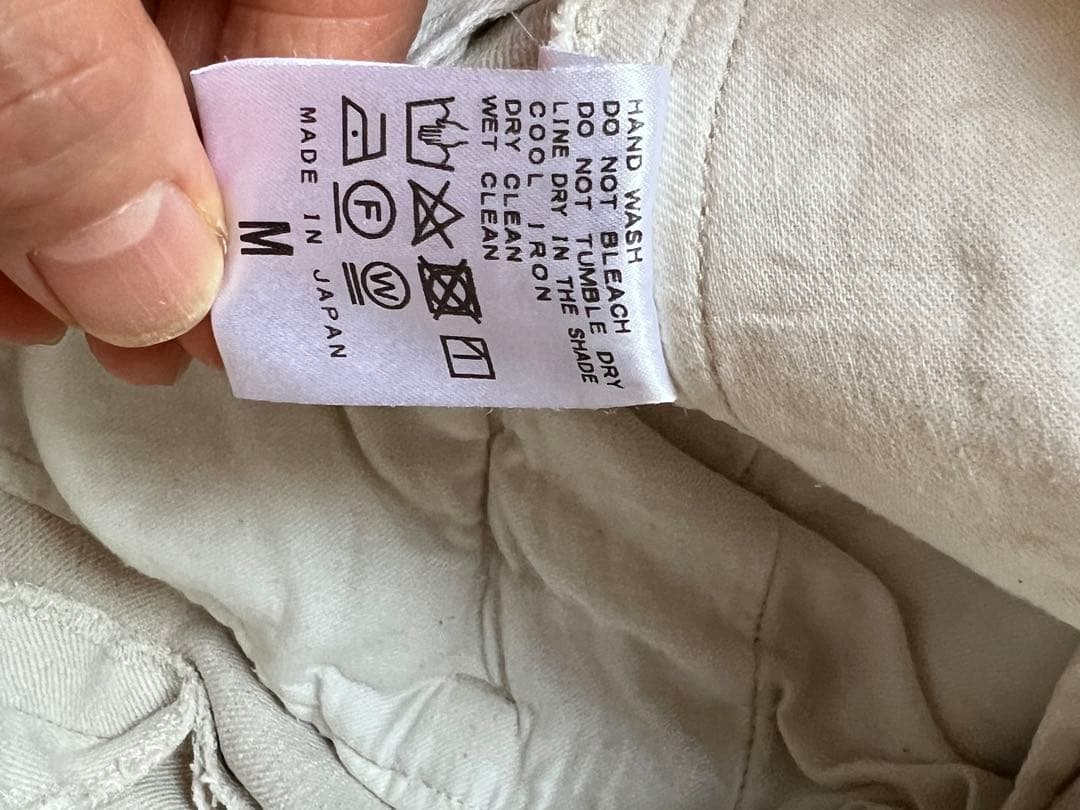 HAND WASH
DO NOT BLEACH
DO NOT TUMBLE DRY
LINE DRY IN THE SHADE
COOL IRON
DRY CLEAN
WET CLEAN
F W
MADE IN JAPAN
M